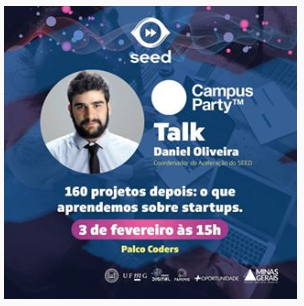 seed
Campus
Party™
Talk
Daniel Oliveira
Coordenador de Aceleração do SEED
160 projetos depois: o que
aprendemos sobre startups.
3 de fevereiro às 15h
Palco Coders
UFMG
FAPEMIG
+OPORTUNIDADE
MINAS
GERAIS